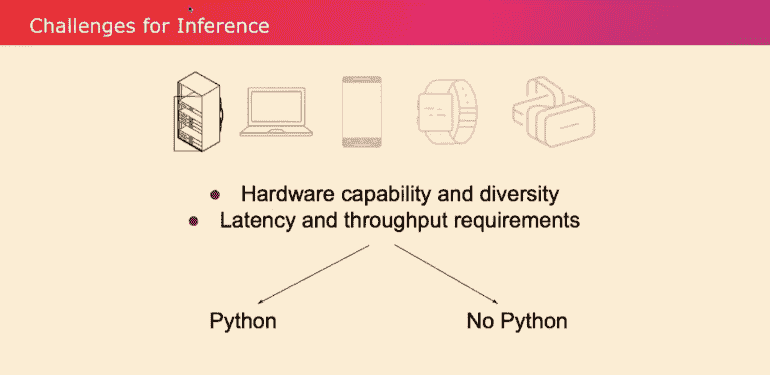 Challenges for Inference
Hardware capability and diversity
Latency and throughput requirements
Python
No Python